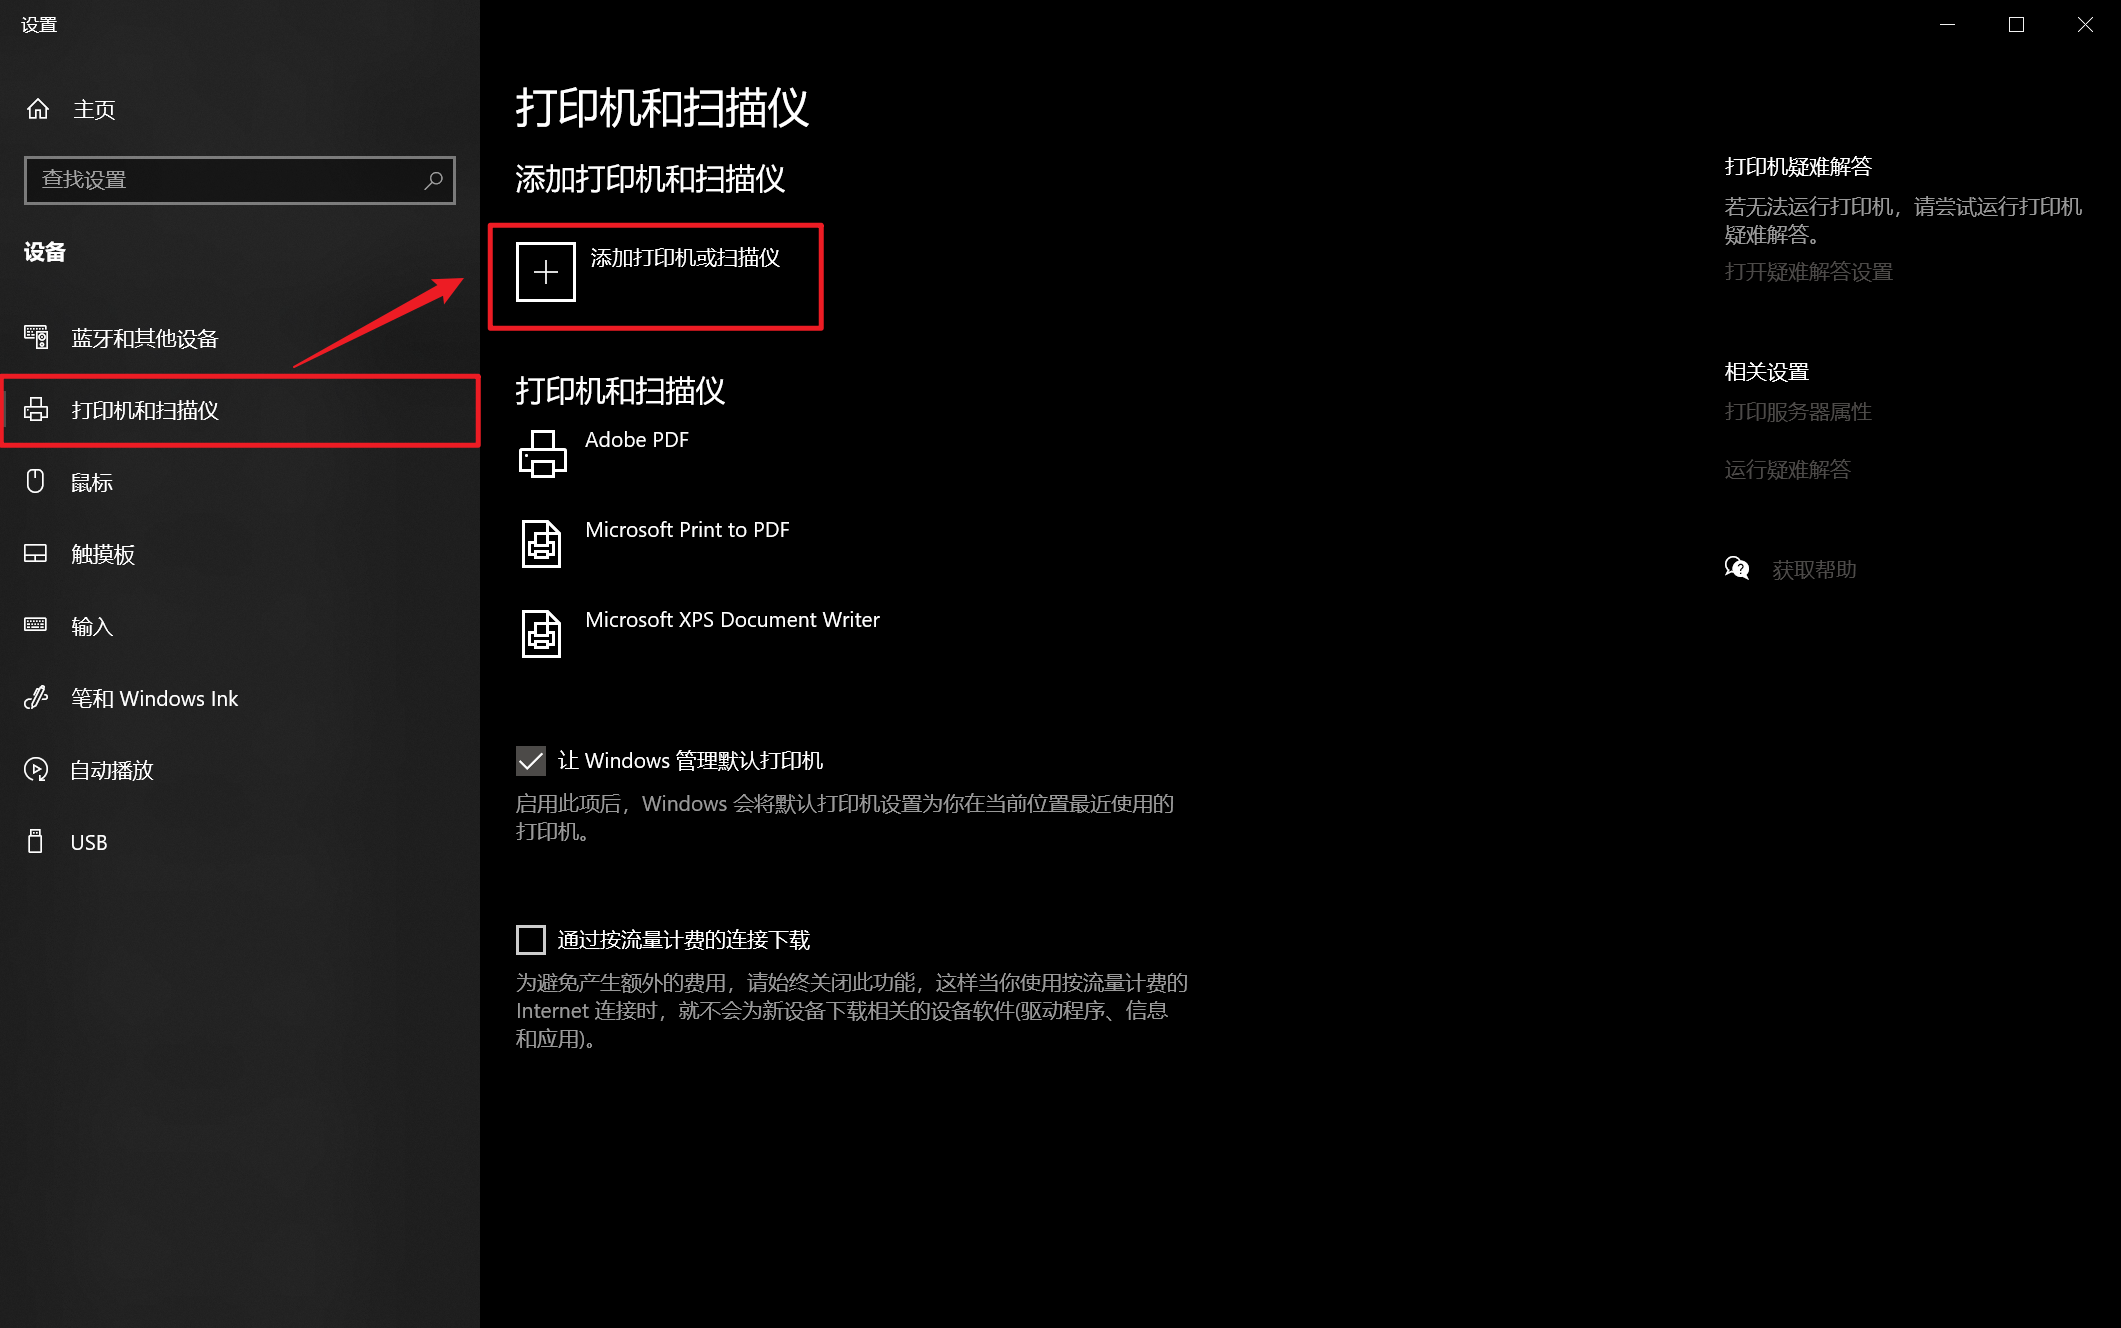 设置
主页
查找设置
设备
蓝牙和其他设备
打印机和扫描仪
鼠标
触摸板
输入
笔和 Windows Ink
自动播放
USB
打印机和扫描仪
添加打印机和扫描仪
添加打印机或扫描仪
打印机和扫描仪
Adobe PDF
Microsoft Print to PDF
Microsoft XPS Document Writer
让 Windows 管理默认打印机
启用此项后，Windows 会将默认打印机设置为你在当前位置最近使用的
打印机。
通过按流量计费的连接下载
为避免产生额外的费用，请始终关闭此功能，这样当你使用按流量计费的
Internet 连接时，就不会为新设备下载相关的设备软件(驱动程序、信息
和应用)。
打印机疑难解答
若无法运行打印机，请尝试运行打印机
疑难解答。
打开疑难解答设置
相关设置
打印服务器属性
运行疑难解答
获取帮助